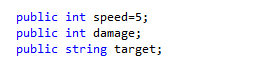 public int speed=5;
public int damage;
public string target;